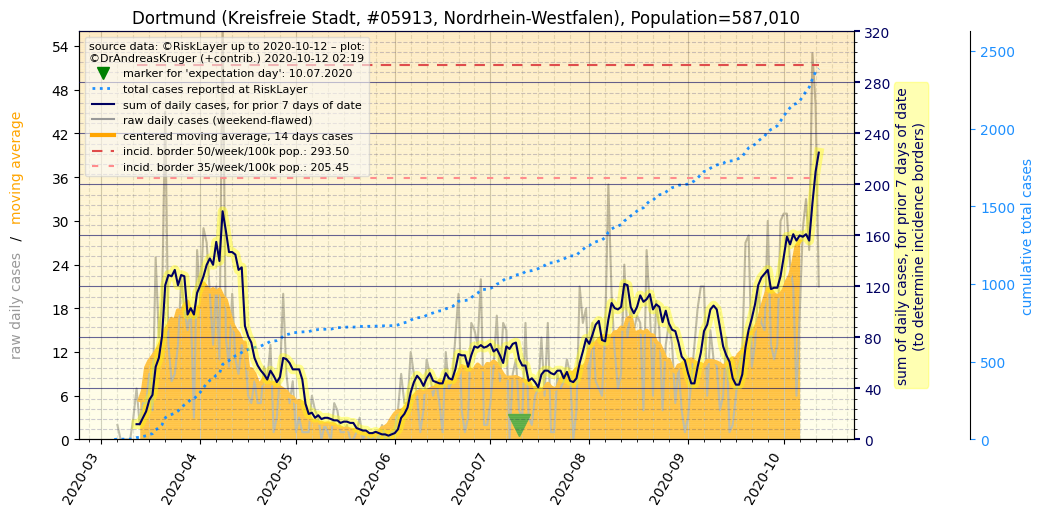 Dortmund (Kreisfreie Stadt, #05913, Nordrhein-Westfalen), Population=587,010
source data: ©RiskLayer up to 2020-10-12 – plot:
©DrAndreasKruger (+contrib.) 2020-10-12 02:19
marker for 'expectation day': 10.07.2020
total cases reported at RiskLayer
sum of daily cases, for prior 7 days of date
raw daily cases (weekend-flawed)
centered moving average, 14 days cases
incid. border 50/week/100k pop.: 293.50
incid. border 35/week/100k pop.: 205.45
raw daily cases / moving average
54
48
42
36
30
24
18
12
6
0
320
280
240
200
160
120
80
40
0
sum of daily cases, for prior 7 days of date
(to determine incidence borders)
2500
2000
1500
1000
500
0
cumulative total cases
2020-03
2020-04
2020-05
2020-06
2020-07
2020-08
2020-09
2020-10